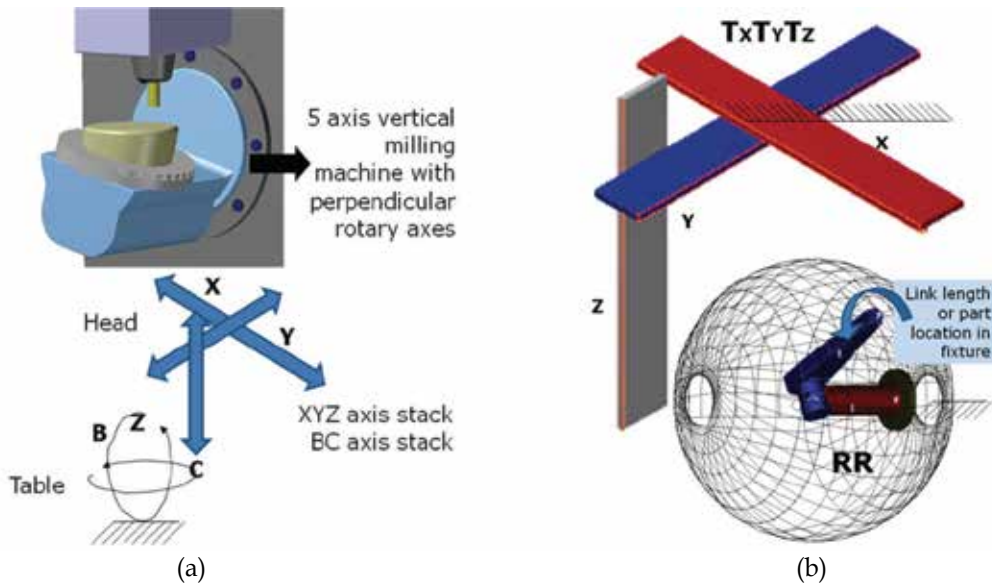 5 axis vertical
milling
machine with
perpendicular
rotary axes
X
Head
Y
XYZ axis stack
BC axis stack
B
Z
C
Table
(a)
TXTYTZ
X
Y
Z
Link length
or part
location in
fixture
RR
(b)